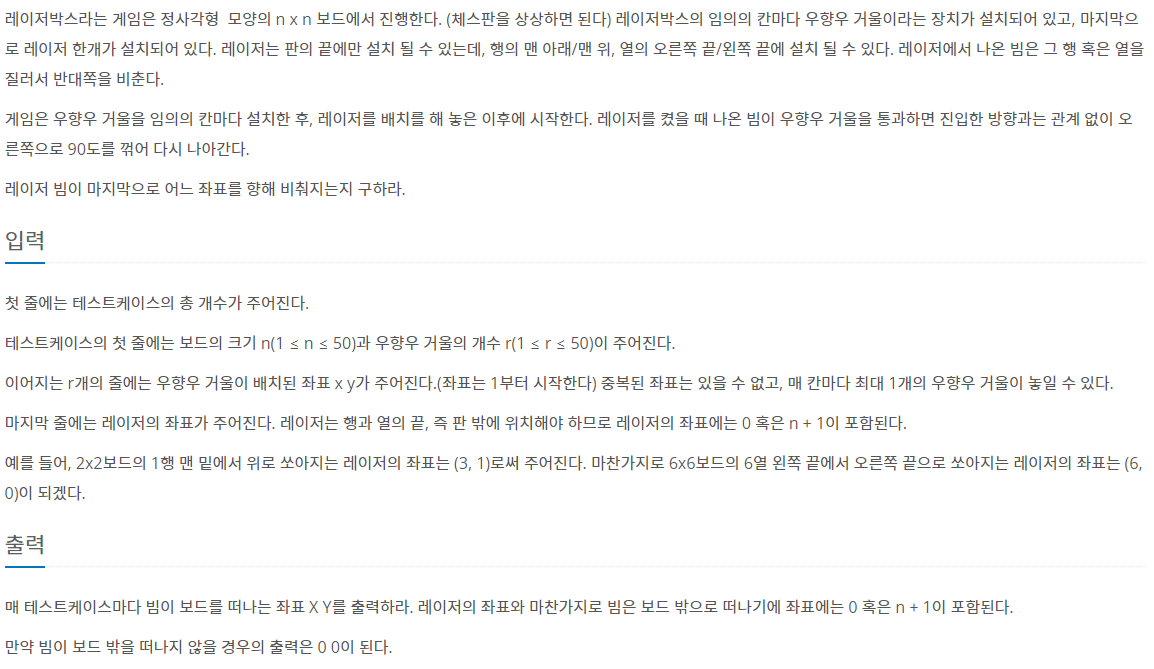 레이저박스라는 게임은 정사각형 모양의 n x n 보드에서 진행한다. (체스판을 상상하면 된다) 레이저박스의 임의의 칸마다 우향우 거울이라는 장치가 설치되어 있고, 마지막으
로 레이저 한개가 설치되어 있다. 레이저는 판의 끝에만 설치 될 수 있는데, 행의 맨 아래/맨 위, 열의 오른쪽 끝/왼쪽 끝에 설치 될 수 있다. 레이저에서 나온 빔은 그 행 혹은 열을
질러서 반대쪽을 비춘다.
게임은 우향우 거울을 임의의 칸마다 설치한 후, 레이저를 배치를 해 놓은 이후에 시작한다. 레이저를 켰을 때 나온 빔이 우향우 거울을 통과하면 진입한 방향과는 관계 없이 오
른쪽으로 90도를 꺾어 다시 나아간다.
레이저 빔이 마지막으로 어느 좌표를 향해 비춰지는지 구하라.
입력
첫 줄에는 테스트케이스의 총 개수가 주어진다.
테스트케이스의 첫 줄에는 보드의 크기 n(1 ≤ n ≤ 50)과 우향우 거울의 개수 r(1 ≤ r ≤ 50)이 주어진다.
이어지는 r개의 줄에는 우향우 거울이 배치된 좌표 x y가 주어진다.(좌표는 1부터 시작한다) 중복된 좌표는 있을 수 없고, 매 칸마다 최대 1개의 우향우 거울이 놓일 수 있다.
마지막 줄에는 레이저의 좌표가 주어진다. 레이저는 행과 열의 끝, 즉 판 밖에 위치해야 하므로 레이저의 좌표에는 0 혹은 n + 1이 포함된다.
예를 들어, 2x2보드의 1행 맨 밑에서 위로 쏘아지는 레이저의 좌표는 (3, 1)로써 주어진다. 마찬가지로 6x6보드의 6열 왼쪽 끝에서 오른쪽 끝으로 쏘아지는 레이저의 좌표는 (6,
0)이 되겠다.
출력
매 테스트케이스마다 빔이 보드를 떠나는 좌표 X Y를 출력하라. 레이저의 좌표와 마찬가지로 빔은 보드 밖으로 떠나기에 좌표에는 0 혹은 n + 1이 포함된다.
만약 빔이 보드 밖을 떠나지 않을 경우의 출력은 0 0이 된다.